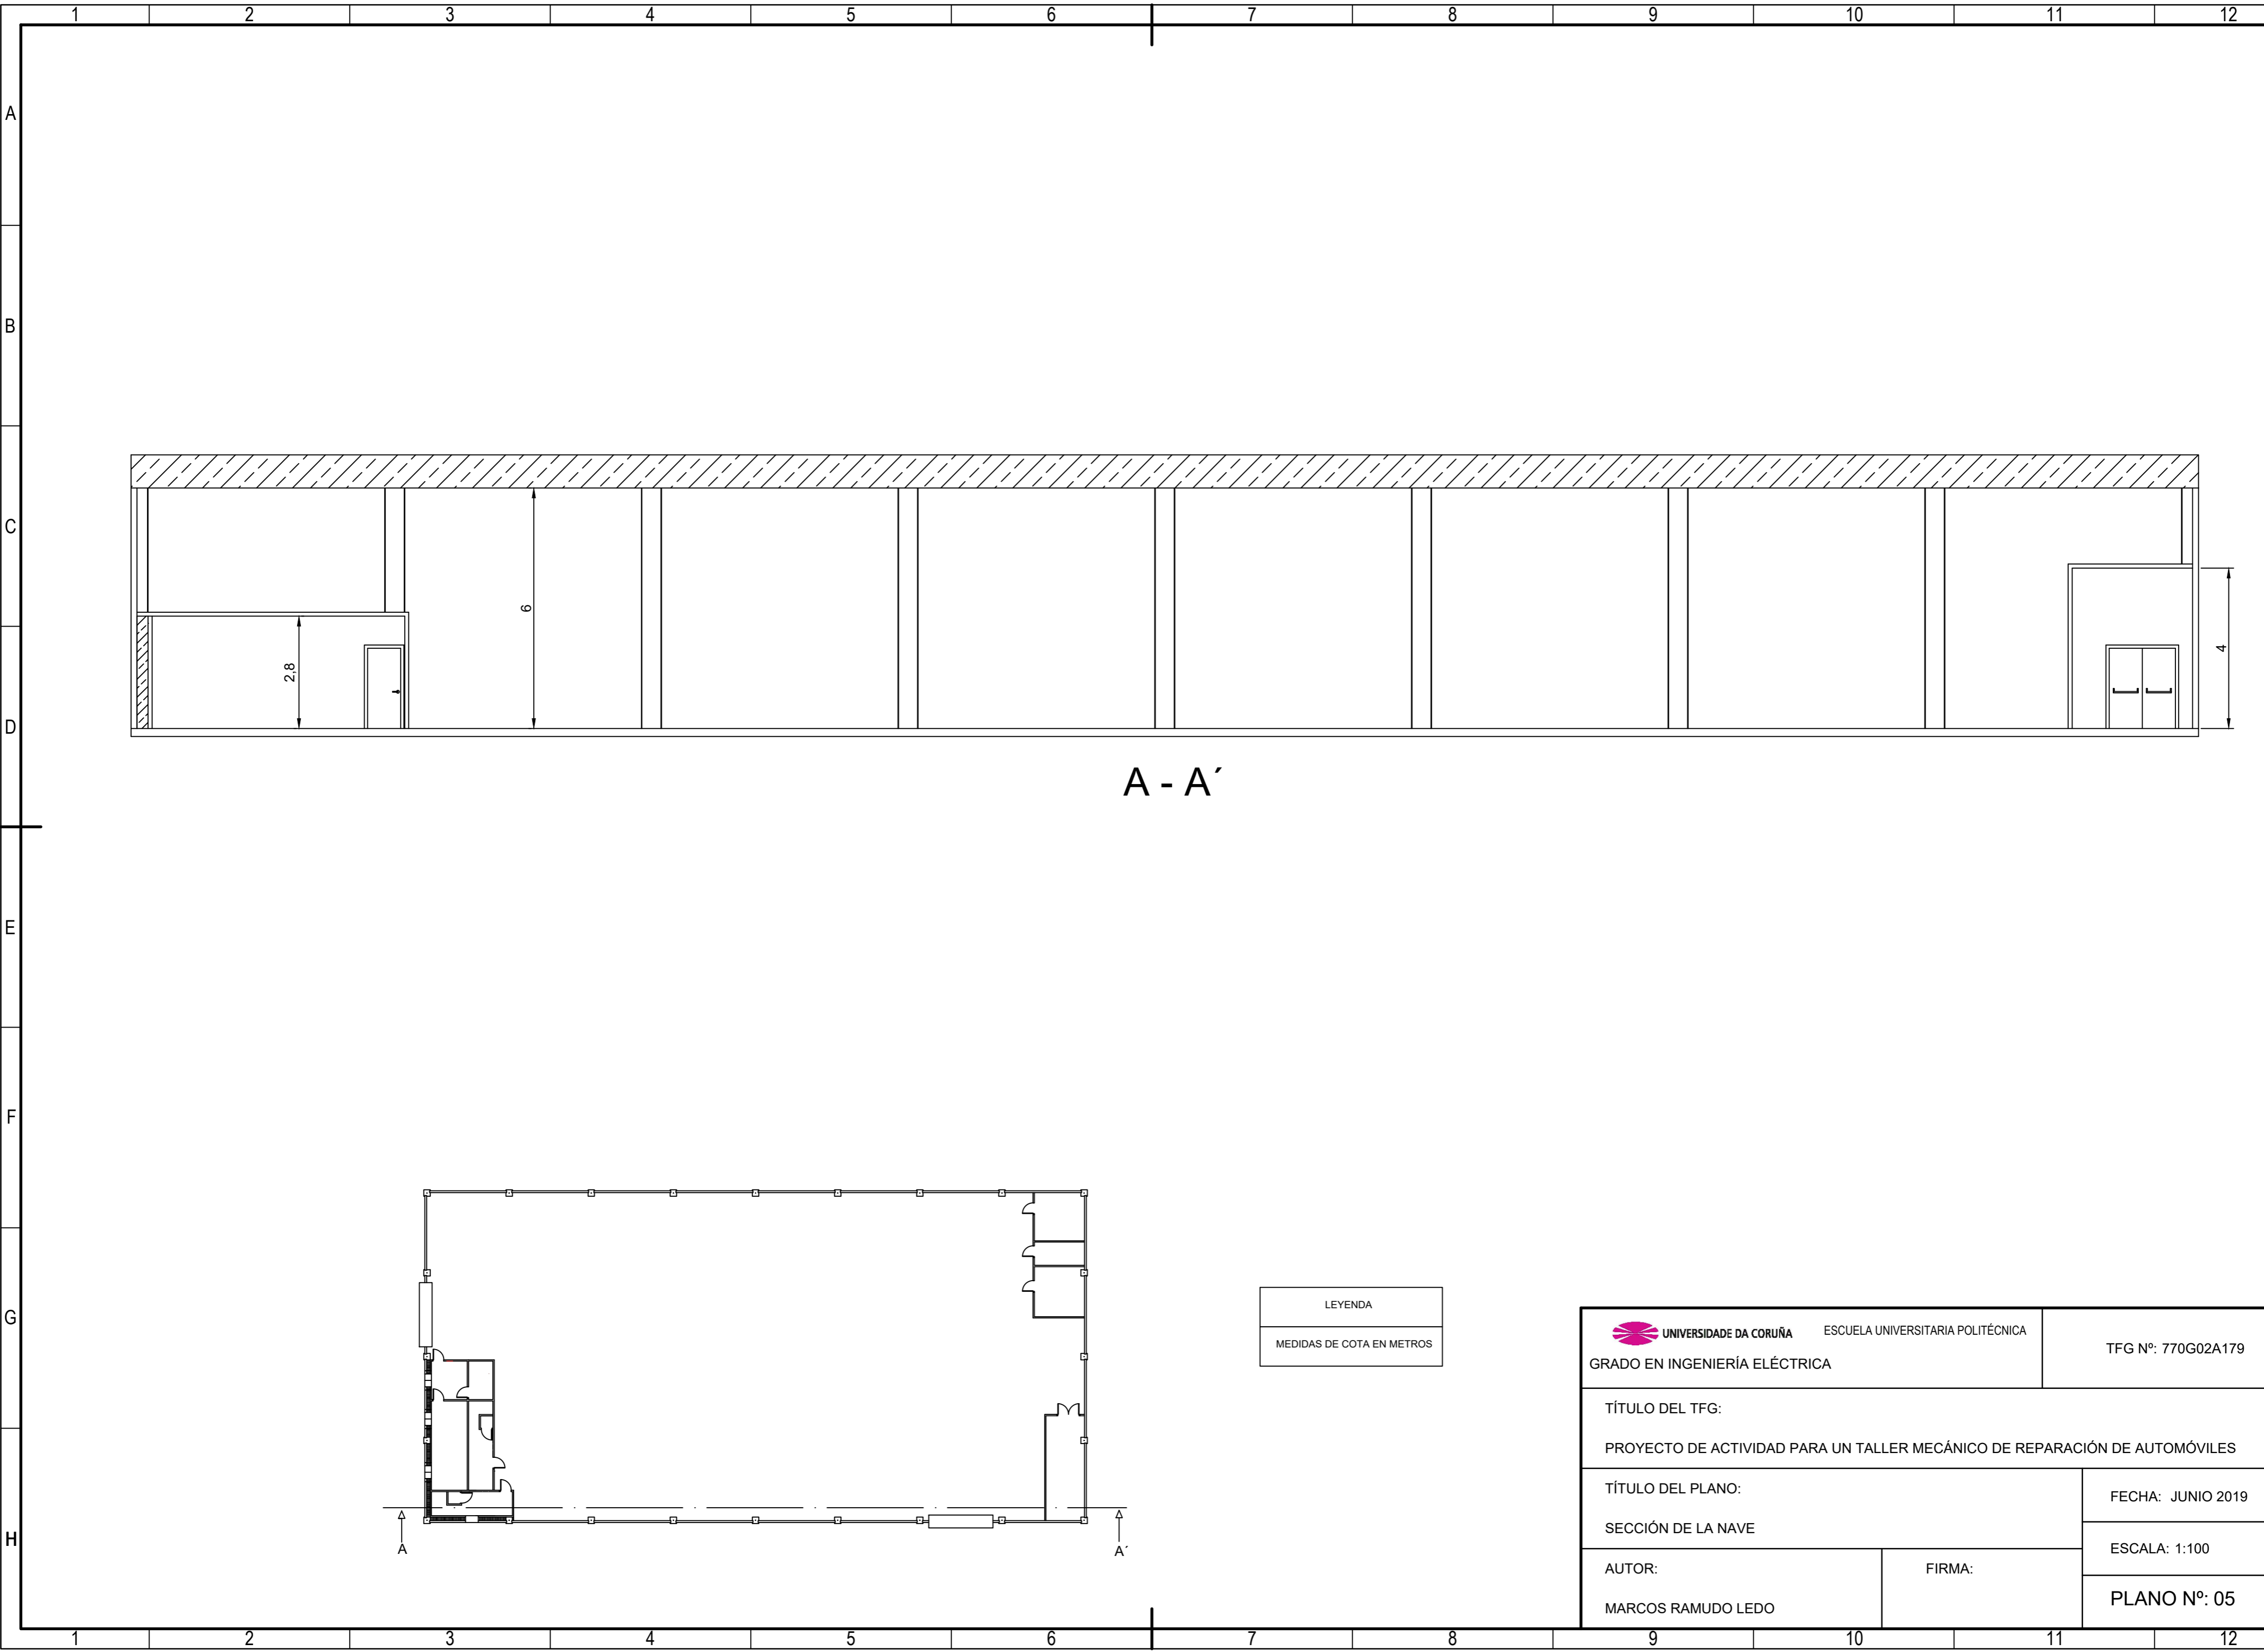 1 2 3 4 5 6 7 8 9 10 11 12
A
B
C
D
E
F
G
H
2,8
6
4
A - A´
A
A´
LEYENDA
MEDIDAS DE COTA EN METROS
UNIVERSIDADE DA CORUÑA
ESCUELA UNIVERSITARIA POLITÉCNICA
GRADO EN INGENIERÍA ELÉCTRICA
TFG Nº: 770G02A179
TÍTULO DEL TFG:
PROYECTO DE ACTIVIDAD PARA UN TALLER MECÁNICO DE REPARACIÓN DE AUTOMÓVILES
TÍTULO DEL PLANO:
SECCIÓN DE LA NAVE
FECHA: JUNIO 2019
ESCALA: 1:100
AUTOR:
MARCOS RAMUDO LEDO
FIRMA:
PLANO Nº: 05
1 2 3 4 5 6 7 8 9 10 11 12